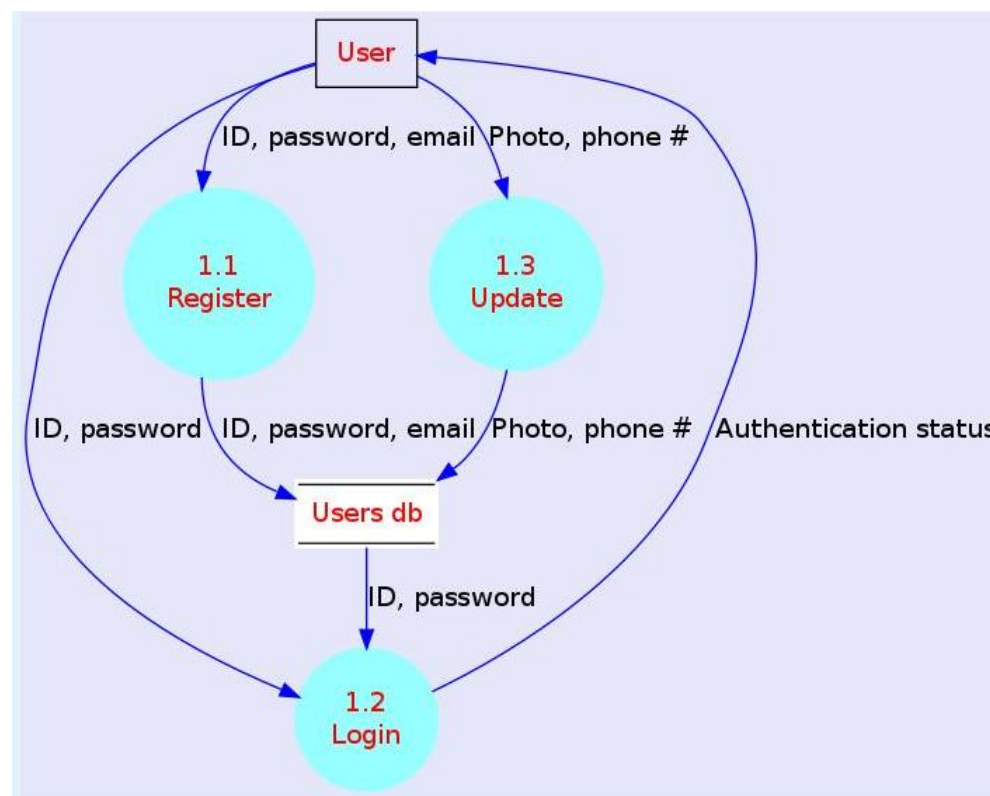 User
ID, password, email
Photo, phone #
1.1
Register
1.3
Update
ID, password
ID, password, email
Photo, phone #
Authentication status
Users db
ID, password
1.2
Login